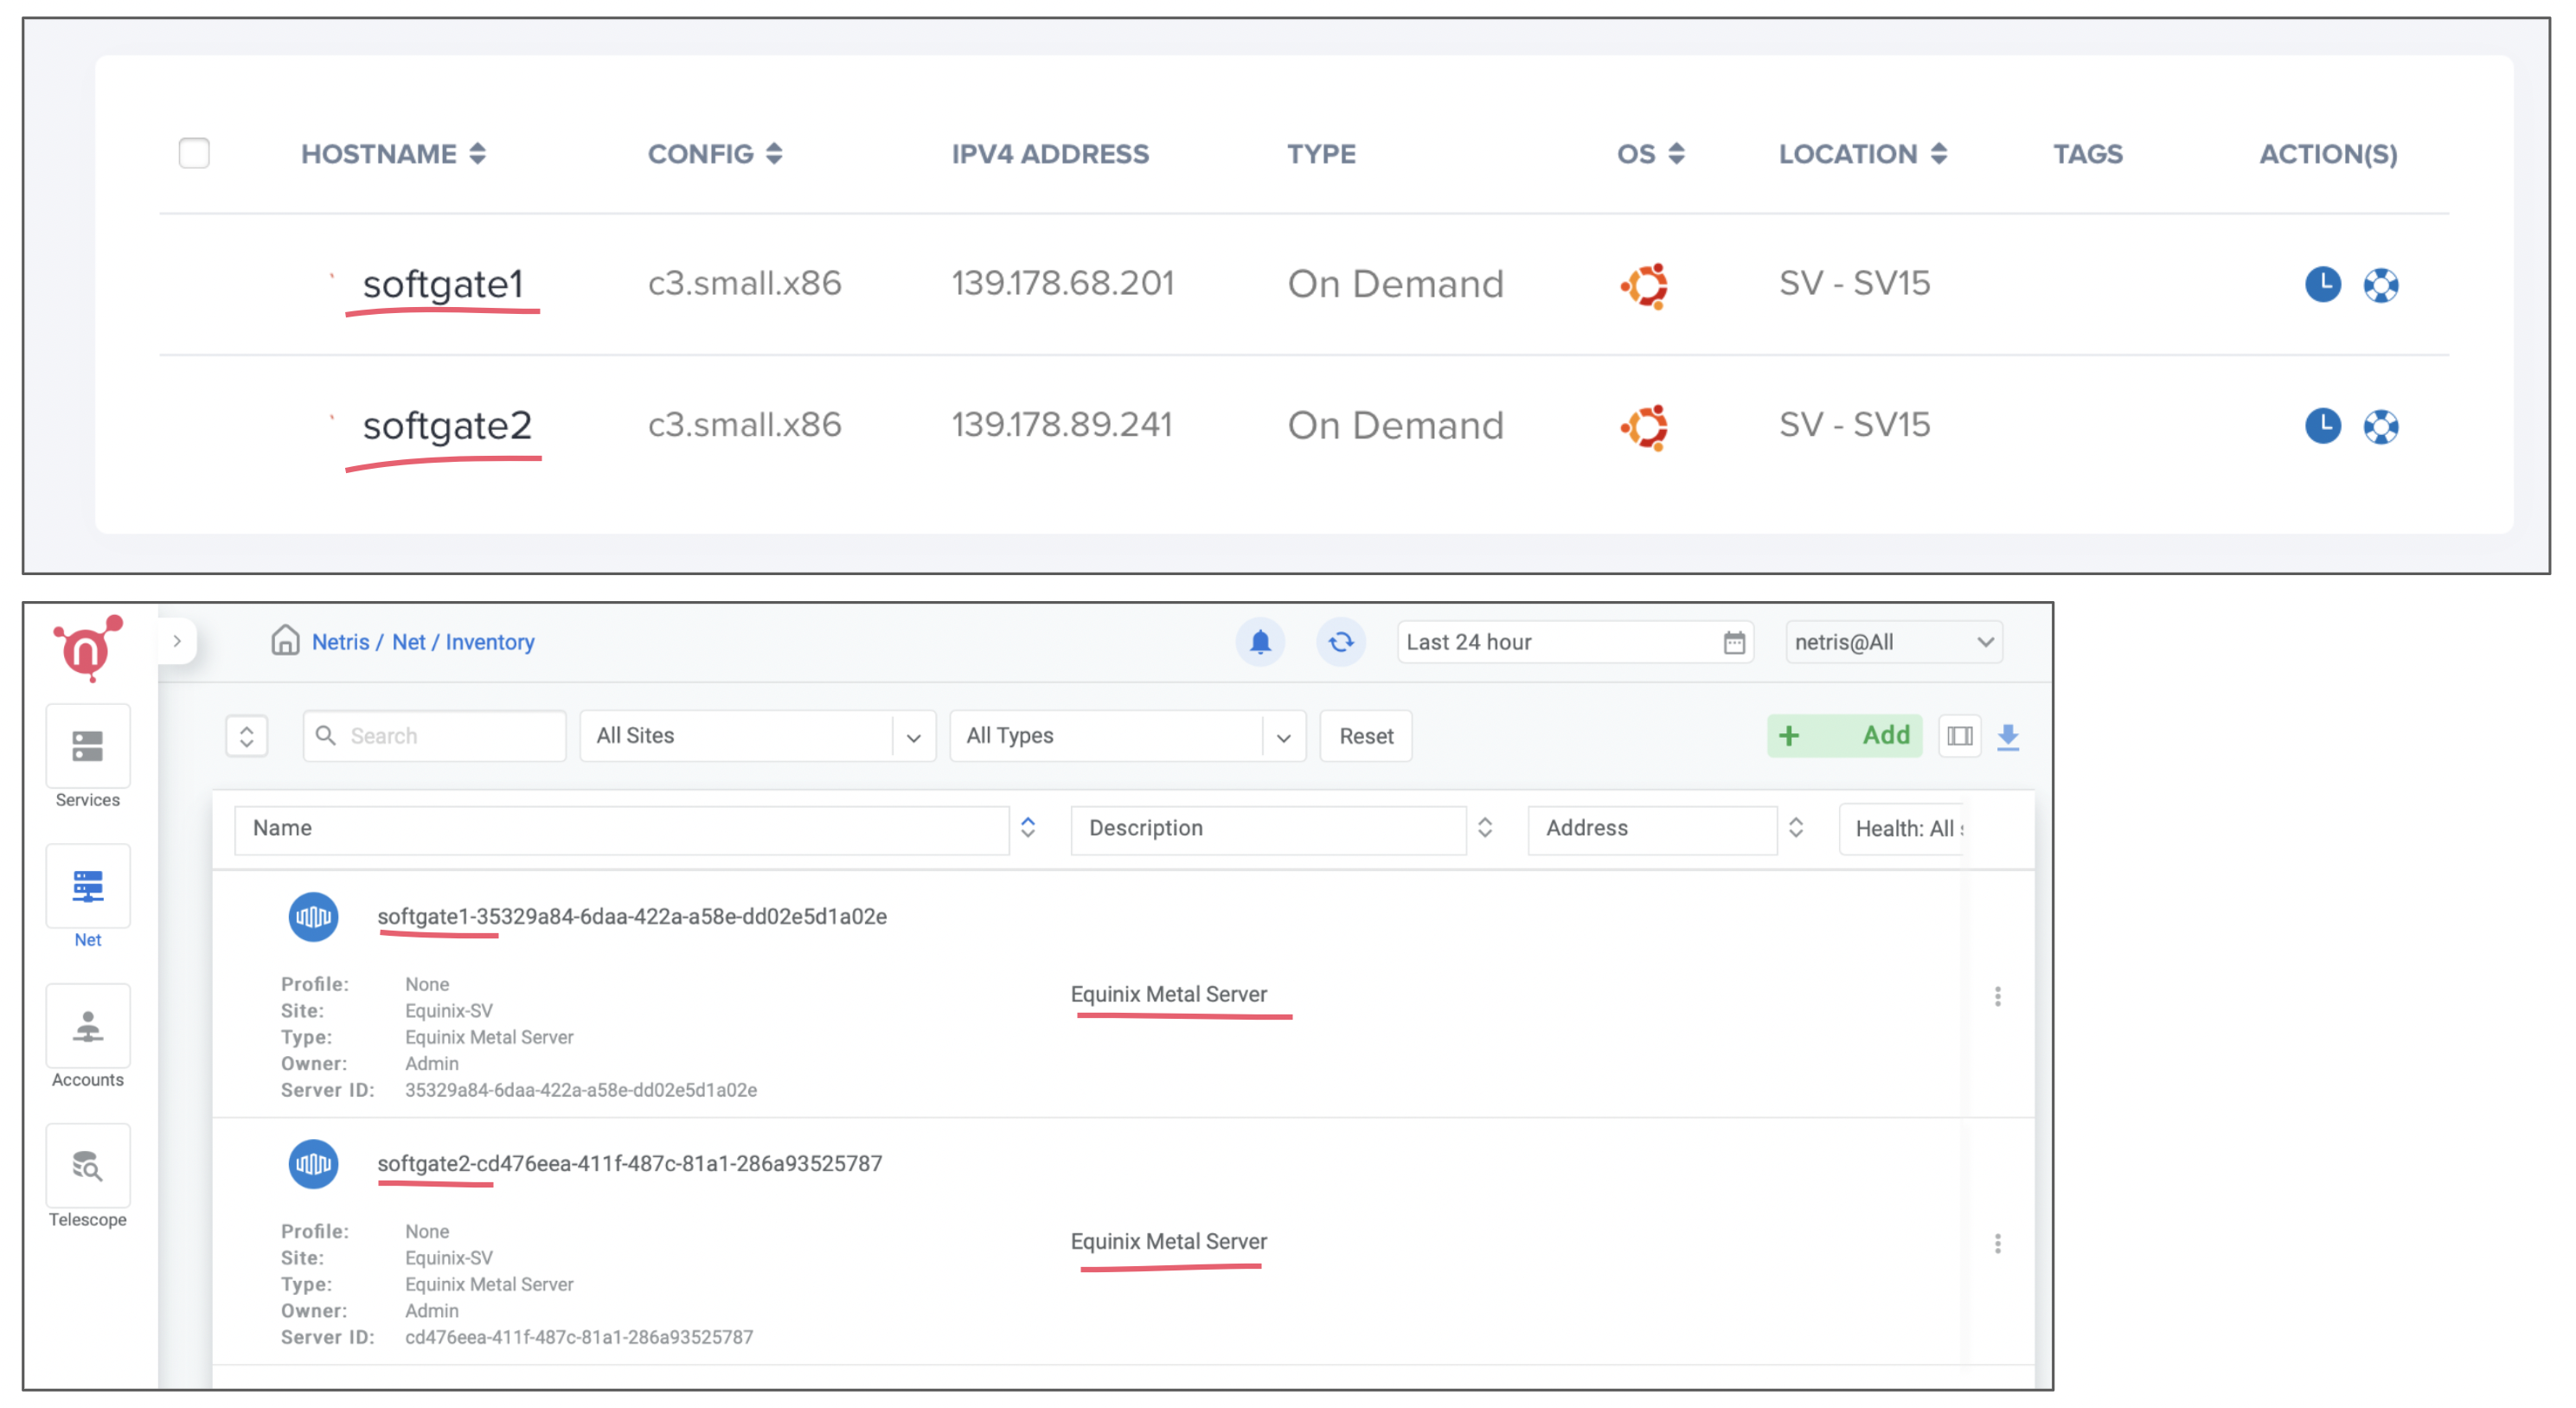 HOSTNAME CONFIG IPV4 ADDRESS TYPE OS LOCATION TAGS ACTION(S)
softgate1 c3.small.x86 139.178.68.201 On Demand SV - SV15
softgate2 c3.small.x86 139.178.89.241 On Demand SV - SV15
n Netris / Net / Inventory Last 24 hour netris@All
Search All Sites All Types Reset + Add
Services
Name Description Address Health: All
softgate1-35329a84-6daa-422a-a58e-dd02e5d1a02e
Net
Profile: None
Equinix Metal Server
Site: Equinix-SV
Type: Equinix Metal Server
Owner: Admin
Accounts
Server ID: 35329a84-6daa-422a-a58e-dd02e5d1a02e
softgate2-cd476eea-411f-487c-81a1-286a93525787
Telescope
Profile: None
Equinix Metal Server
Site: Equinix-SV
Type: Equinix Metal Server
Owner: Admin
Server ID: cd476eea-411f-487c-81a1-286a93525787